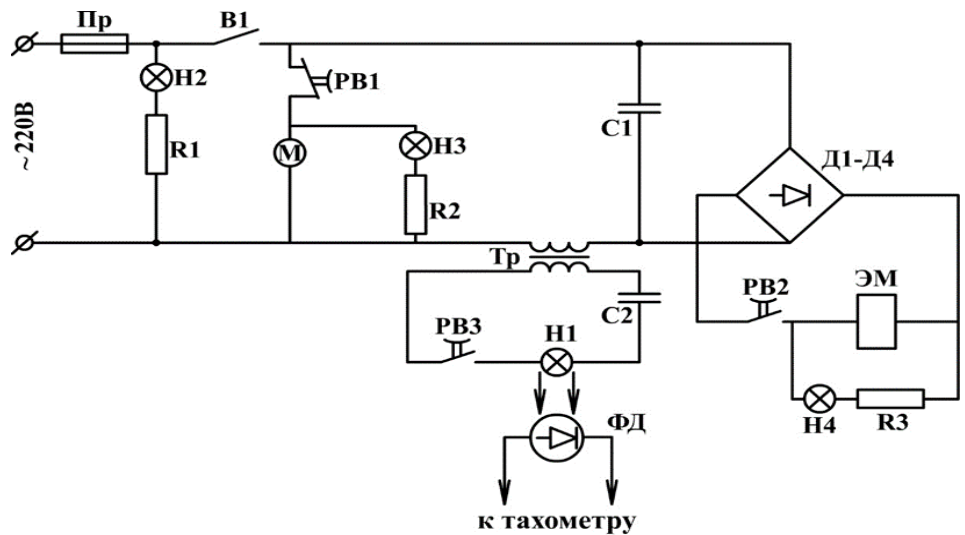 Пр
В1
Н2
РВ1
~220В
R1
М
Н3
С1
Д1-Д4
R2
Тр
РВ2
ЭМ
С2
РВ3
Н1
Н4
R3
ФД
к тахометру